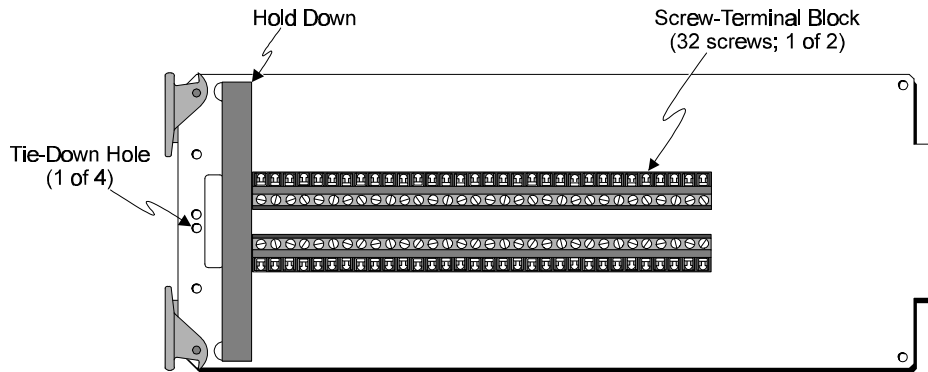 Hold Down
Screw-Terminal Block
(32 screws; 1 of 2)
Tie-Down Hole
(1 of 4)